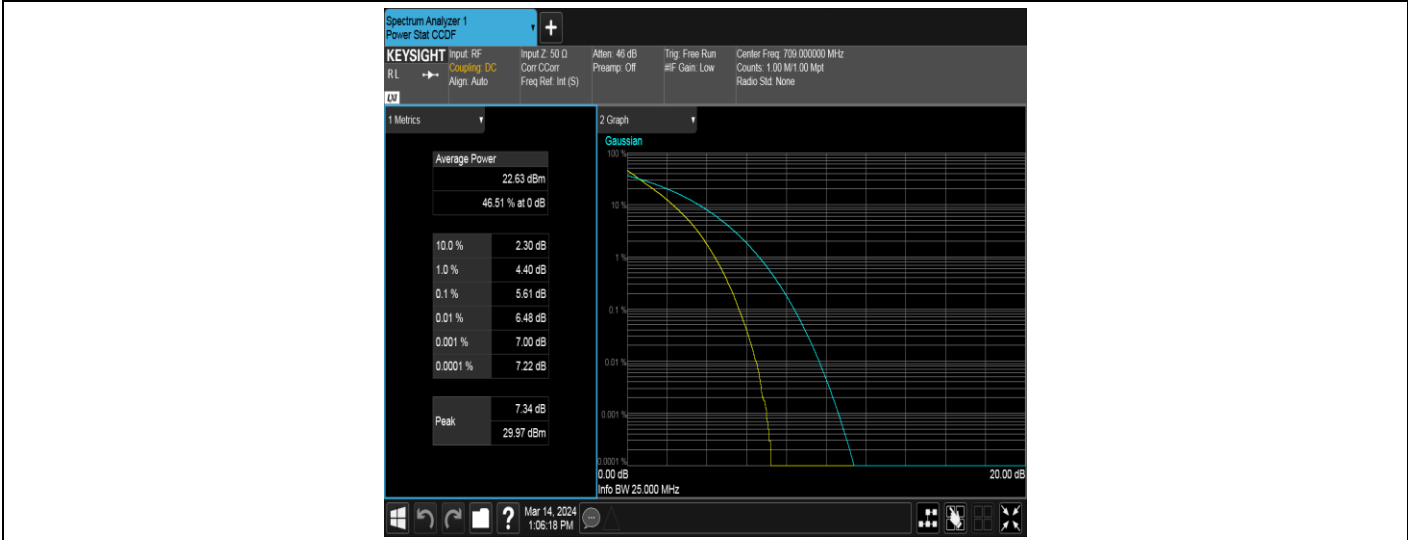 Spectrum Analyzer 1
Power Stat CCDF
+
KEYSIGHT
RL
LXI
Input: RF
Coupling: DC
Align: Auto
Input Z: 50 Ω
Corr CCorr
Freq Ref: Int (S)
Atten: 46 dB
Preamp: Off
Trig: Free Run
#IF Gain: Low
Center Freq: 709.000000 MHz
Counts: 1.00 M/1.00 Mpt
Radio Std: None
1 Metrics
Average Power
22.63 dBm
46.51 % at 0 dB
10.0 % 2.30 dB
1.0 % 4.40 dB
0.1 % 5.61 dB
0.01 % 6.48 dB
0.001 % 7.00 dB
0.0001 % 7.22 dB
Peak
7.34 dB
29.97 dBm
2 Graph
Gaussian
100 %
10 %
1 %
0.1 %
0.01 %
0.001 %
0.0001 %
0.00 dB 20.00 dB
Info BW 25.000 MHz
?
Mar 14, 2024
1:06:18 PM